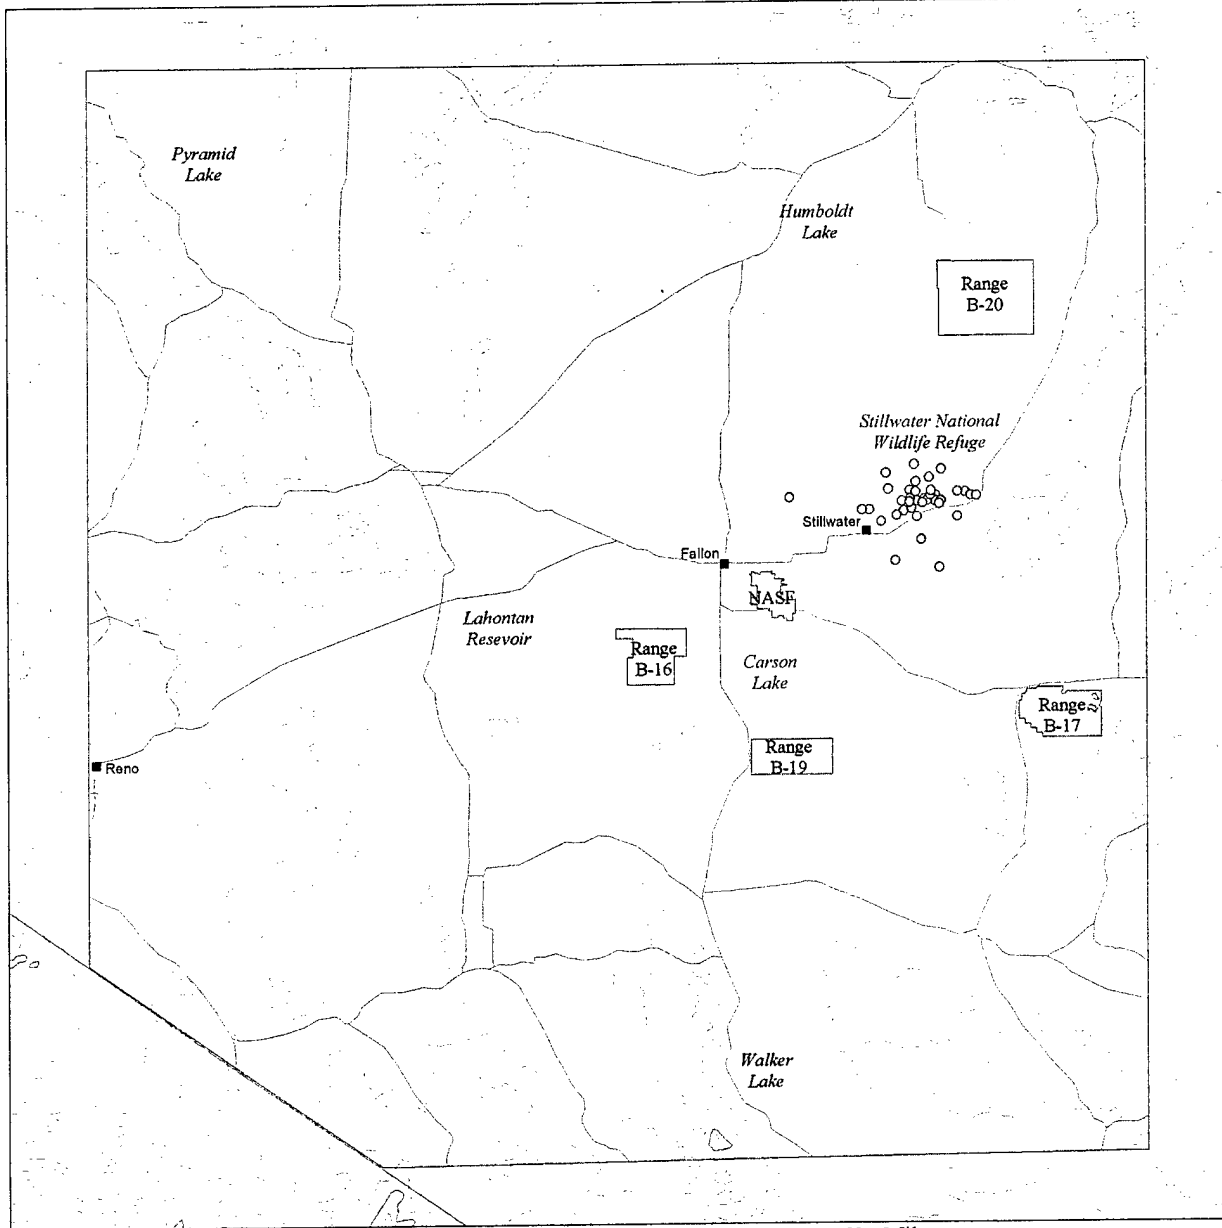 Pyramid
Lake
Humboldt
Lake
Range
B-20
Stillwater National
Wildlife Refuge
Stillwater
Fallon
NASF
Lahontan
Resevoir
Range
B-16
Carson
Lake
Range
B-17
Range
B-19
Reno
Walker
Lake